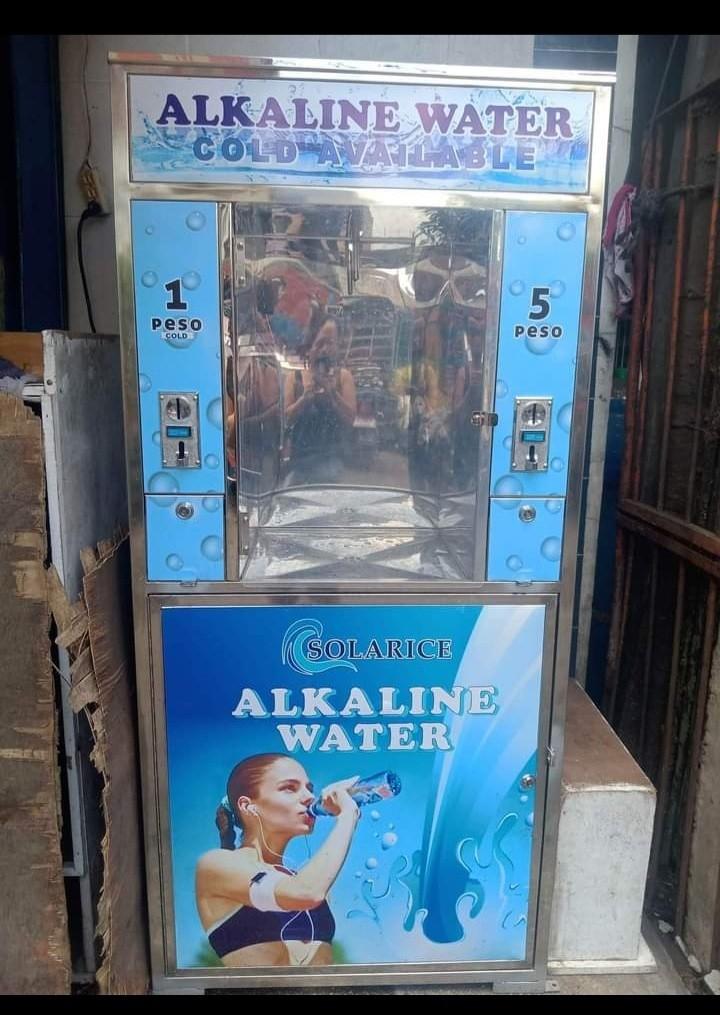 ALKALINE WATER
COLD AVAILABLE
1
Peso
COLD
5
Peso
SOLARICE
ALKALINE
WATER